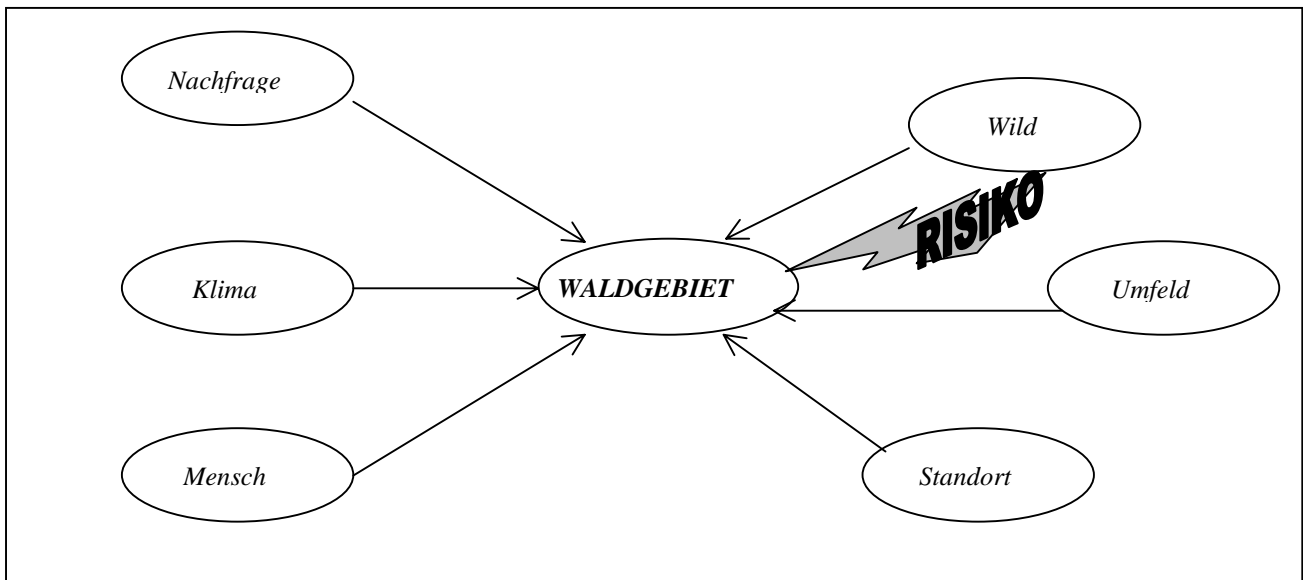 Nachfrage
Wild
RISIKO
Klima
WALDGEBIET
Umfeld
Mensch
Standort